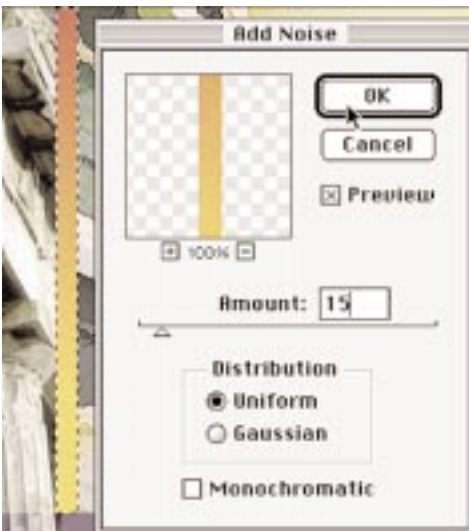 Add Noise
OK
Cancel
Preview
+ 100% -
Amount: 15
Distribution
Uniform
Gaussian
Monochromatic